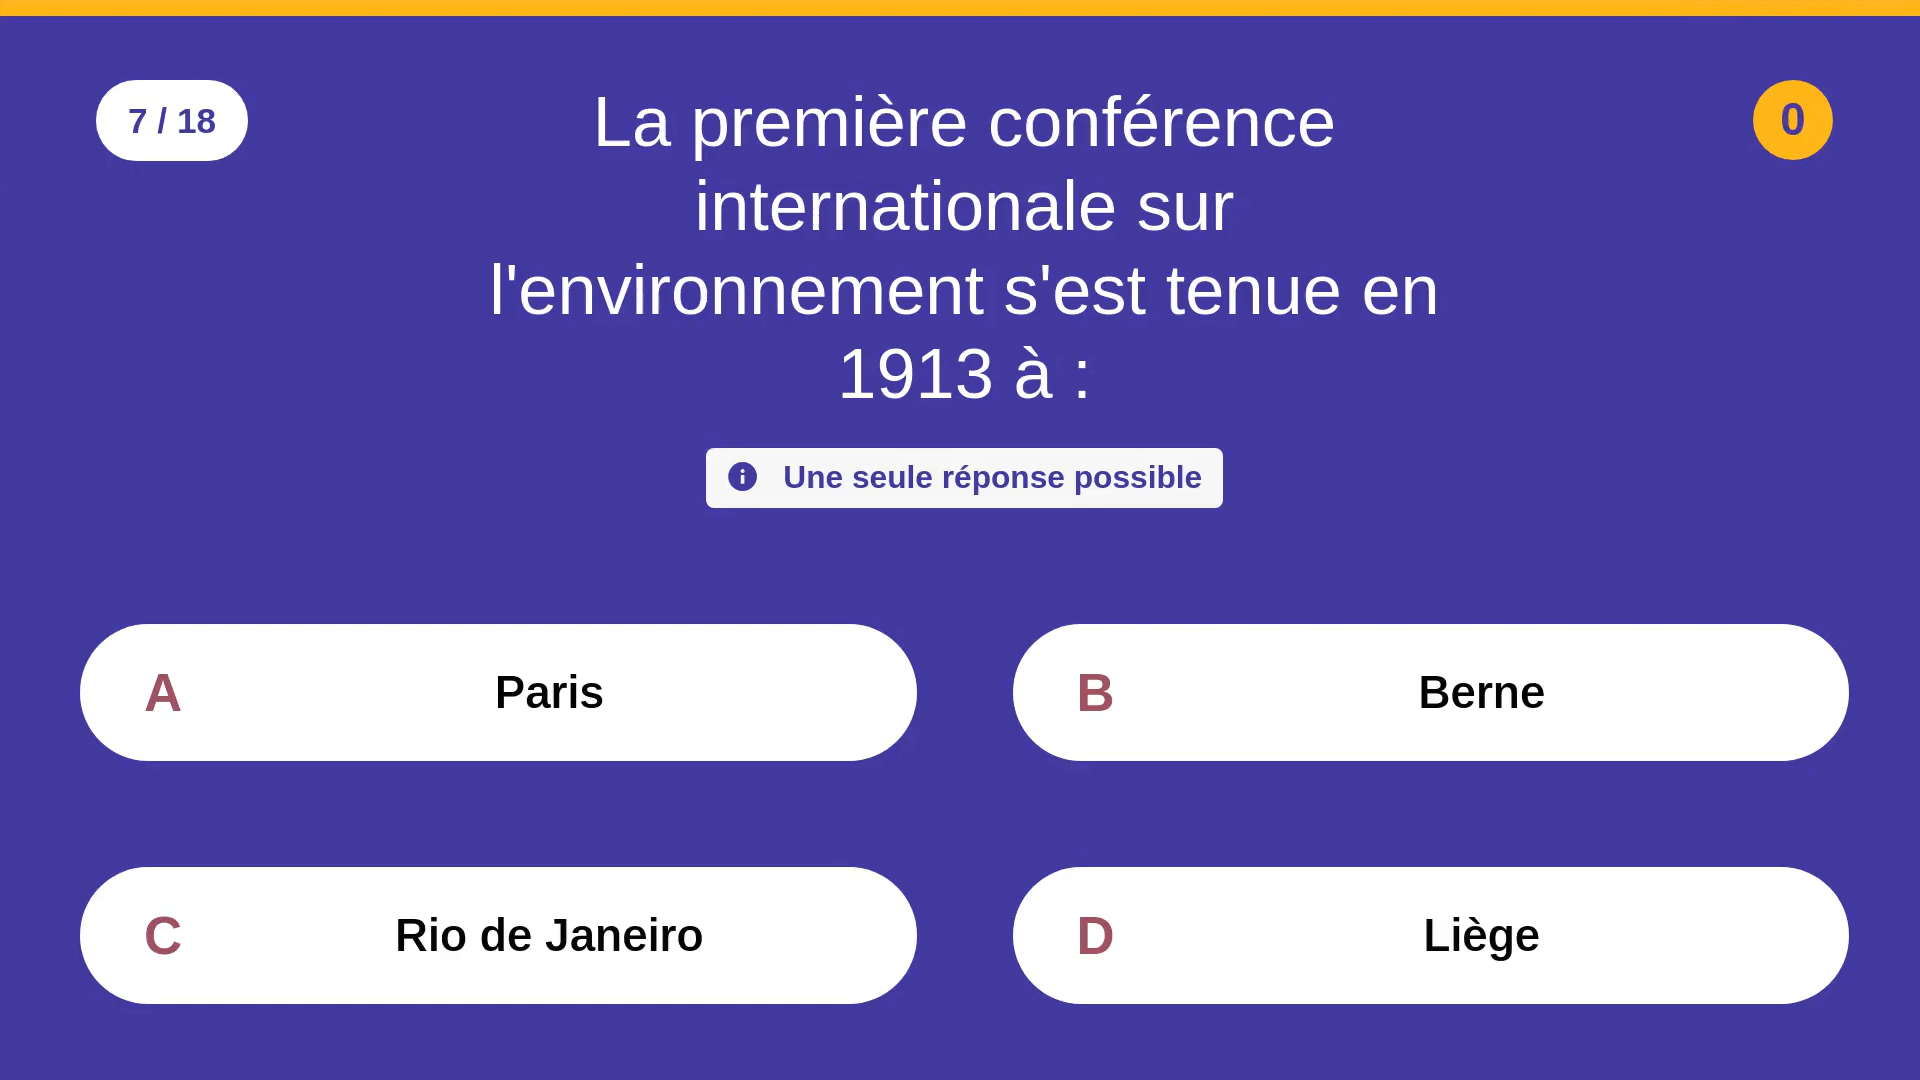 7 / 18
La première conférence
internationale sur
l'environnement s'est tenue en
1913 à :
0
Une seule réponse possible
A Paris
B Berne
C Rio de Janeiro
D Liège